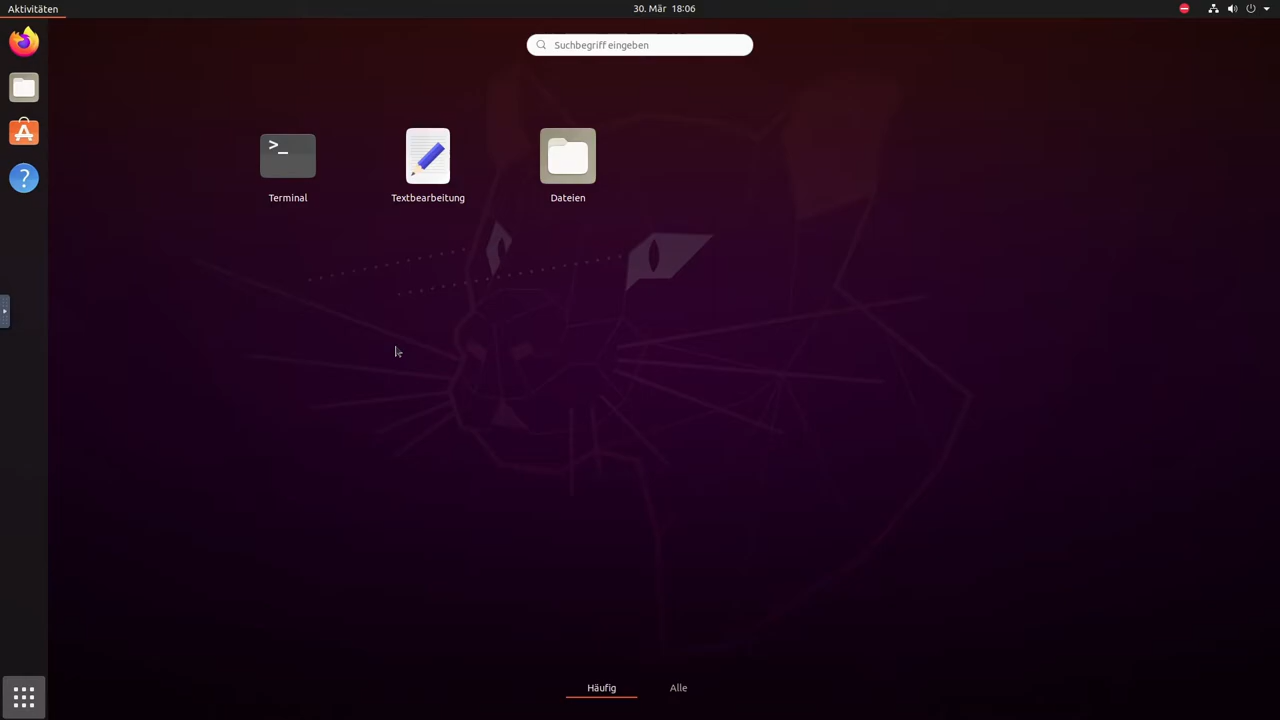 Aktivitäten
30. Mär 18:06
Suchbegriff eingeben
>_
Terminal
Textbearbeitung
Dateien
Häufig
Alle